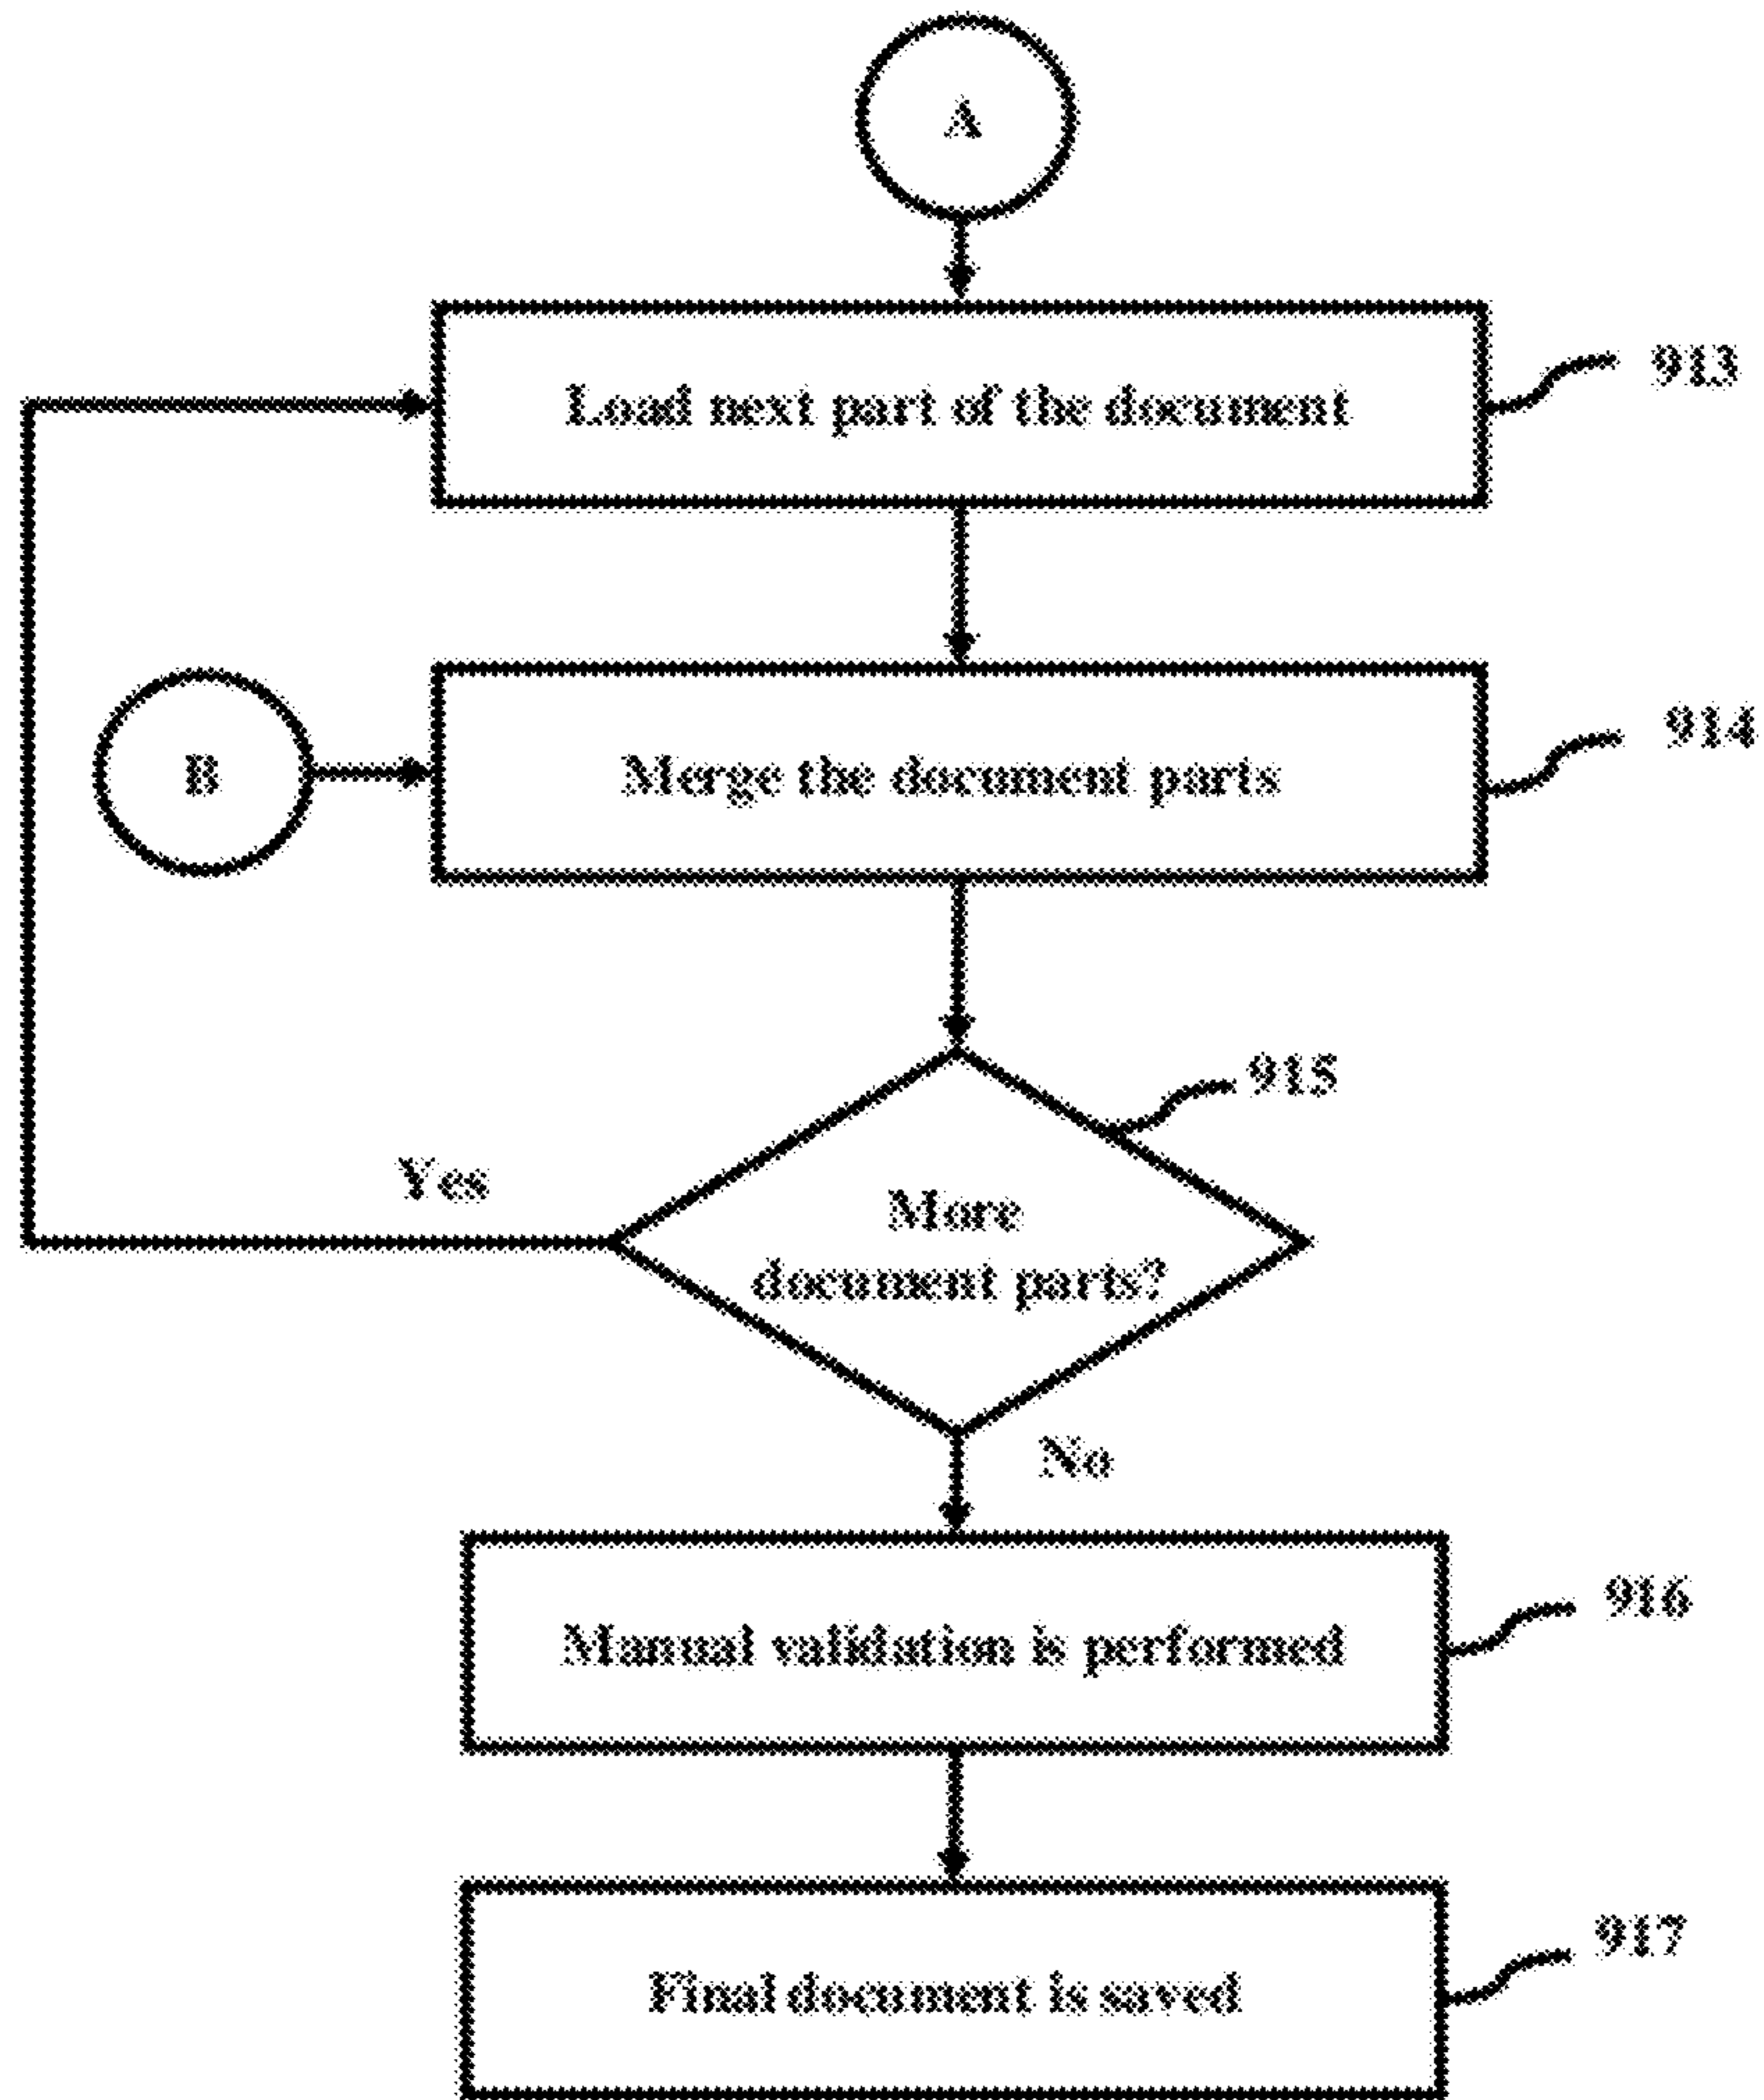 A
Load next part of the document
913
B
Merge the document parts
914
915
Yes
More
document parts?
No
Manual validation is performed
916
Final document is saved
917